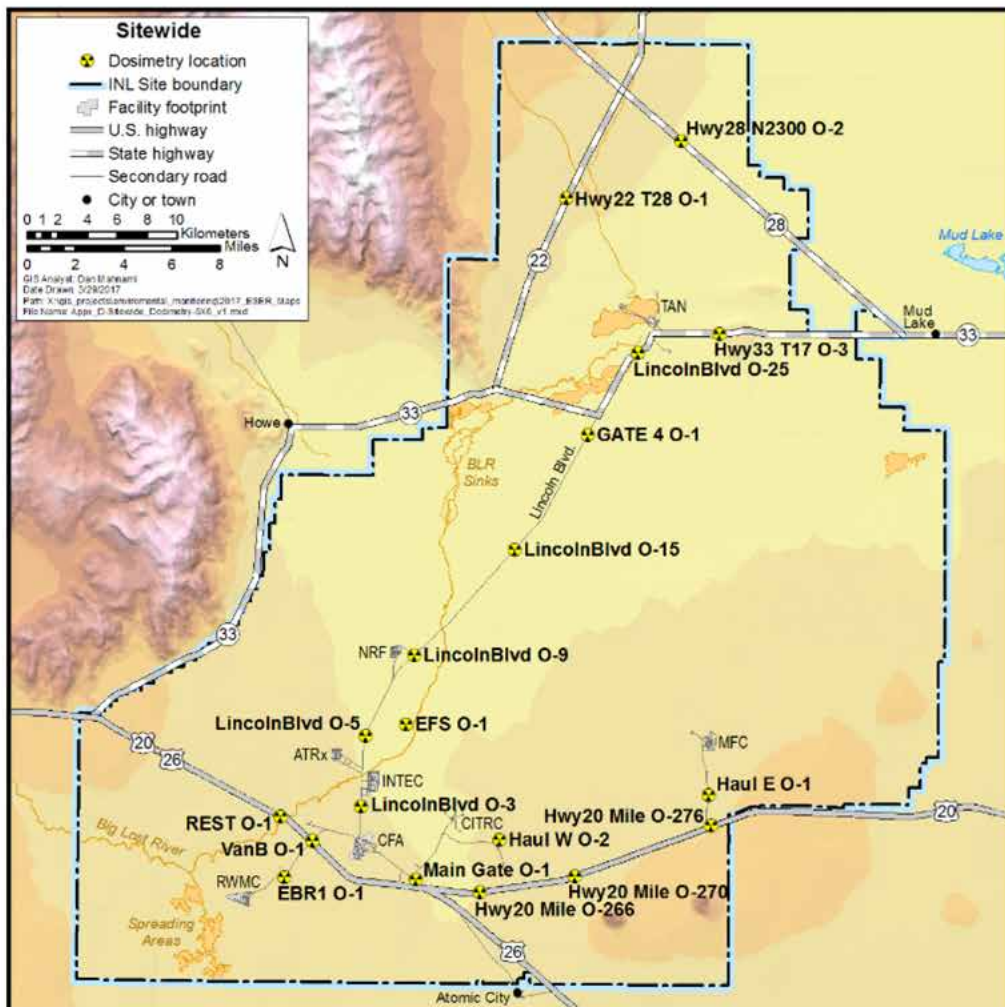 Sitewide
Dosimetry location
INL Site boundary
Facility footprint
U.S. highway
State highway
Secondary road
City or town
0 1 2 4 6 8 10
Kilometers
Miles
0 2 4 6 8
N
GIS Analyst: Dan Mahnami
Date Drawn: 3/29/2017
File Name: Appx_D-Sitewide_Dosimetry-5X6_v1.mxd
Hwy28 N2300 O-2
Hwy22 T28 O-1
28
22
Mud Lake
TAN
Mud
Lake
33
Hwy33 T17 O-3
LincolnBlvd O-25
33
Howe
GATE 4 O-1
BLR
Sinks
Lincoln Blvd.
LincolnBlvd O-15
33
NRF
LincolnBlvd O-9
LincolnBlvd O-5
EFS O-1
20
26
ATRx
MFC
INTEC
Haul E O-1
LincolnBlvd O-3
REST O-1
CITRC
Hwy20 Mile O-276
20
Big Lost River
VanB O-1
CFA
Haul W O-2
RWMC
EBR1 O-1
Main Gate O-1
Hwy20 Mile O-270
Hwy20 Mile O-266
Spreading
Areas
26
Atomic City